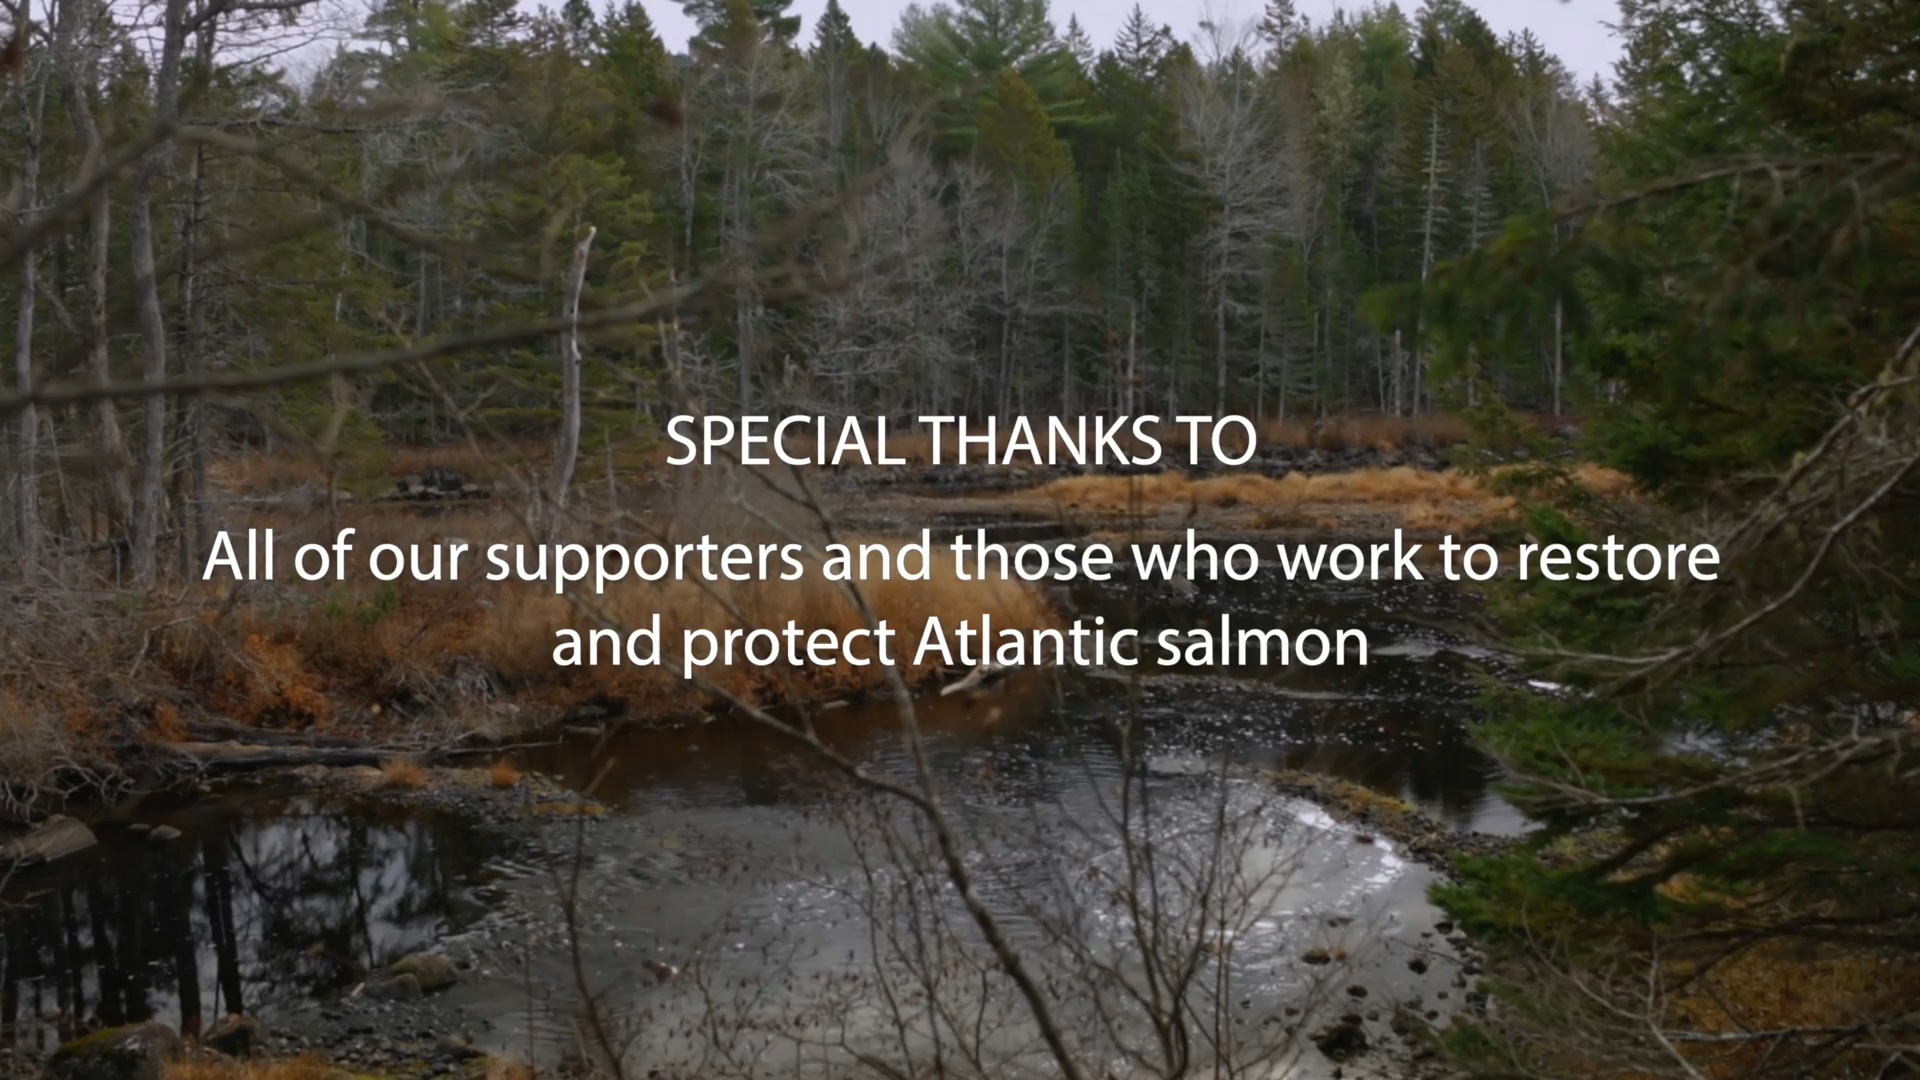 SPECIAL THANKS TO
All of our supporters and those who work to restore
and protect Atlantic salmon